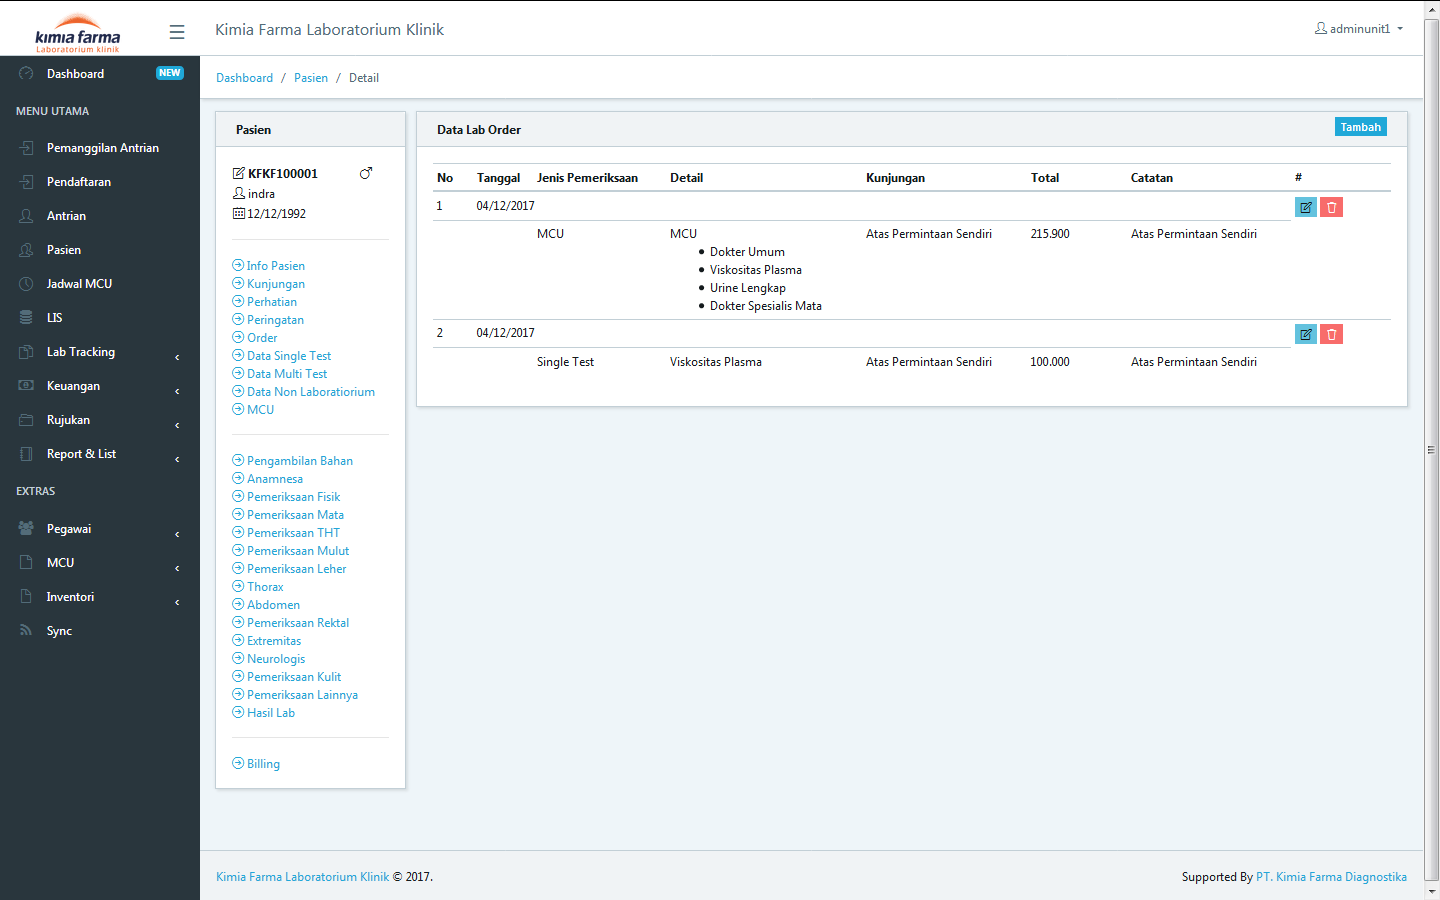 kimia farma
Laboratorium klinik
Kimia Farma Laboratorium Klinik
adminunit1
Dashboard NEW
MENU UTAMA
Pemanggilan Antrian
Pendaftaran
Antrian
Pasien
Jadwal MCU
LIS
Lab Tracking
Keuangan
Rujukan
Report & List
EXTRAS
Pegawai
MCU
Inventori
Sync
Dashboard / Pasien / Detail
Pasien
KFKF100001
indra
12/12/1992
Info Pasien
Kunjungan
Perhatian
Peringatan
Order
Data Single Test
Data Multi Test
Data Non Laboratiorium
MCU
Pengambilan Bahan
Anamnesa
Pemeriksaan Fisik
Pemeriksaan Mata
Pemeriksaan THT
Pemeriksaan Mulut
Pemeriksaan Leher
Thorax
Abdomen
Pemeriksaan Rektal
Extremitas
Neurologis
Pemeriksaan Kulit
Pemeriksaan Lainnya
Hasil Lab
Billing
Data Lab Order Tambah
No Tanggal Jenis Pemeriksaan Detail Kunjungan Total Catatan #
1 04/12/2017
MCU MCU Atas Permintaan Sendiri 215.900 Atas Permintaan Sendiri
• Dokter Umum
• Viskositas Plasma
• Urine Lengkap
• Dokter Spesialis Mata
2 04/12/2017
Single Test Viskositas Plasma Atas Permintaan Sendiri 100.000 Atas Permintaan Sendiri
Kimia Farma Laboratorium Klinik © 2017.
Supported By PT. Kimia Farma Diagnostika